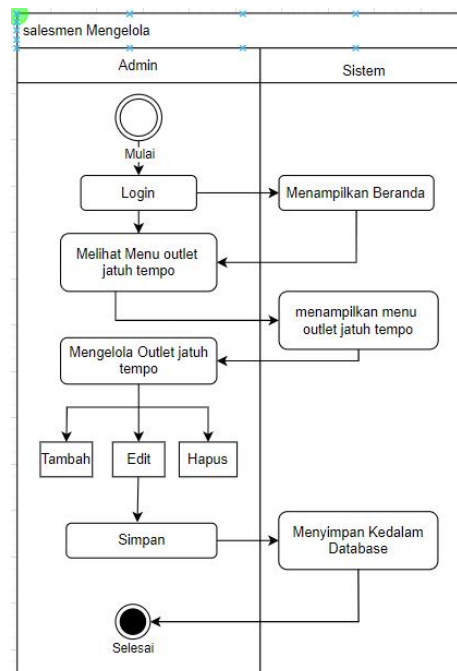 salesmen Mengelola
Admin
Sistem
Mulai
Login
Menampilkan Beranda
Melihat Menu outlet
jatuh tempo
menampilkan menu
outlet jatuh tempo
Mengelola Outlet jatuh
tempo
Tambah
Edit
Hapus
Simpan
Menyimpan Kedalam
Database
Selesai